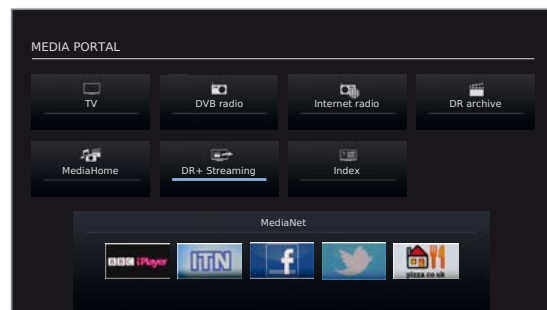 MEDIA PORTAL
TV DVB radio Internet radio DR archive
MediaHome DR+ Streaming Index
MediaNet
BBC iPlayer ITN f pizza.co.uk